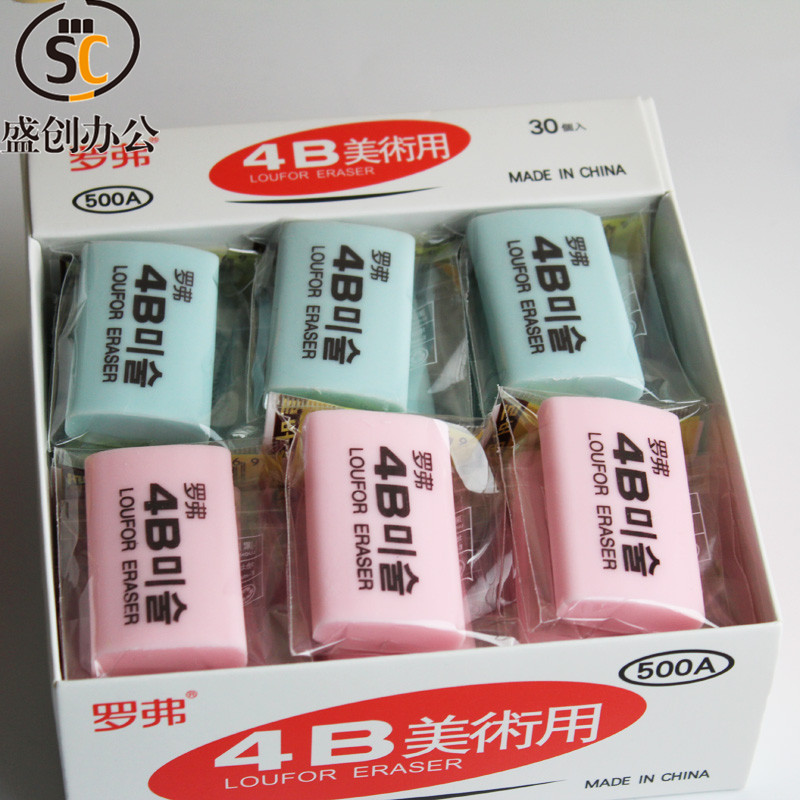 SC
盛创办公
罗弗
4B美術用
LOUFOR ERASER
500A
30個入
MADE IN CHINA
罗弗
4B미술
LOUFOR ERASER
罗弗
4B미술
LOUFOR ERASER
罗弗
4B미술
LOUFOR ERASER
罗弗
4B미술
LOUFOR ERASER
罗弗
4B미술
LOUFOR ERASER
罗弗
4B미술
LOUFOR ERASER
500A
罗弗®
4B美術用
LOUFOR ERASER
MADE IN CHINA